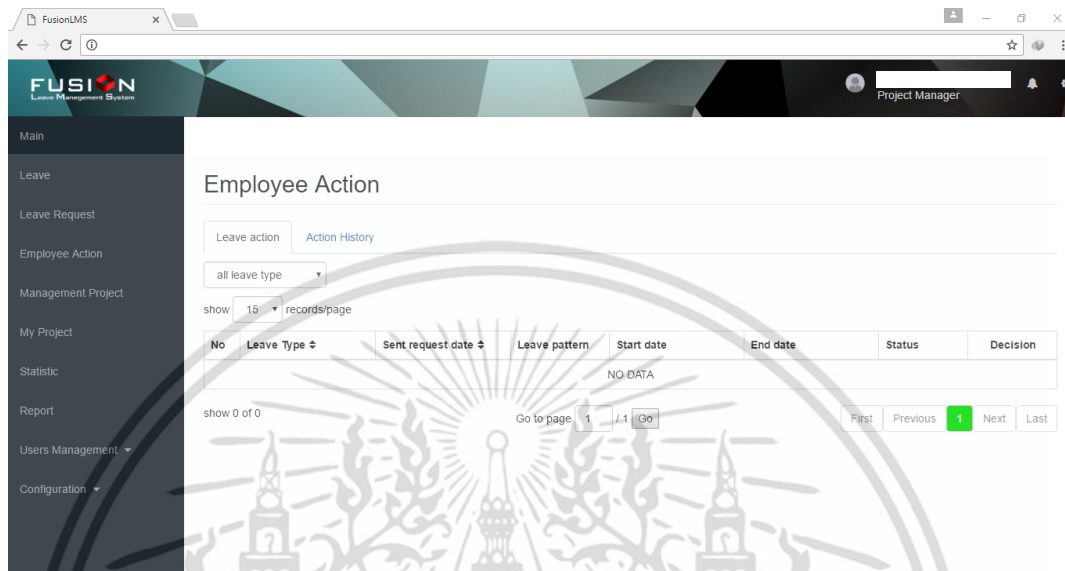 FusionLMS
FUSION
Leave Management System
Project Manager
Main
Leave
Leave Request
Employee Action
Management Project
My Project
Statistic
Report
Users Management
Configuration
Employee Action
Leave action Action History
all leave type
show 15 records/page
No Leave Type Sent request date Leave pattern Start date End date Status Decision
NO DATA
show 0 of 0 Go to page 1 / 1 Go First Previous 1 Next Last